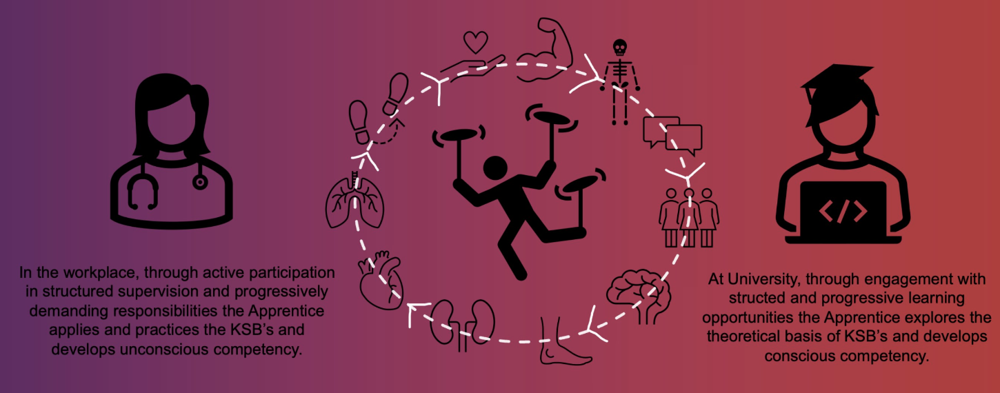 In the workplace, through active participation
in structured supervision and progressively
demanding responsibilities the Apprentice
applies and practices the KSB's and
develops unconscious competency.
</>
At University, through engagement with
structed and progressive learning
opportunities the Apprentice explores the
theoretical basis of KSB's and develops
conscious competency.